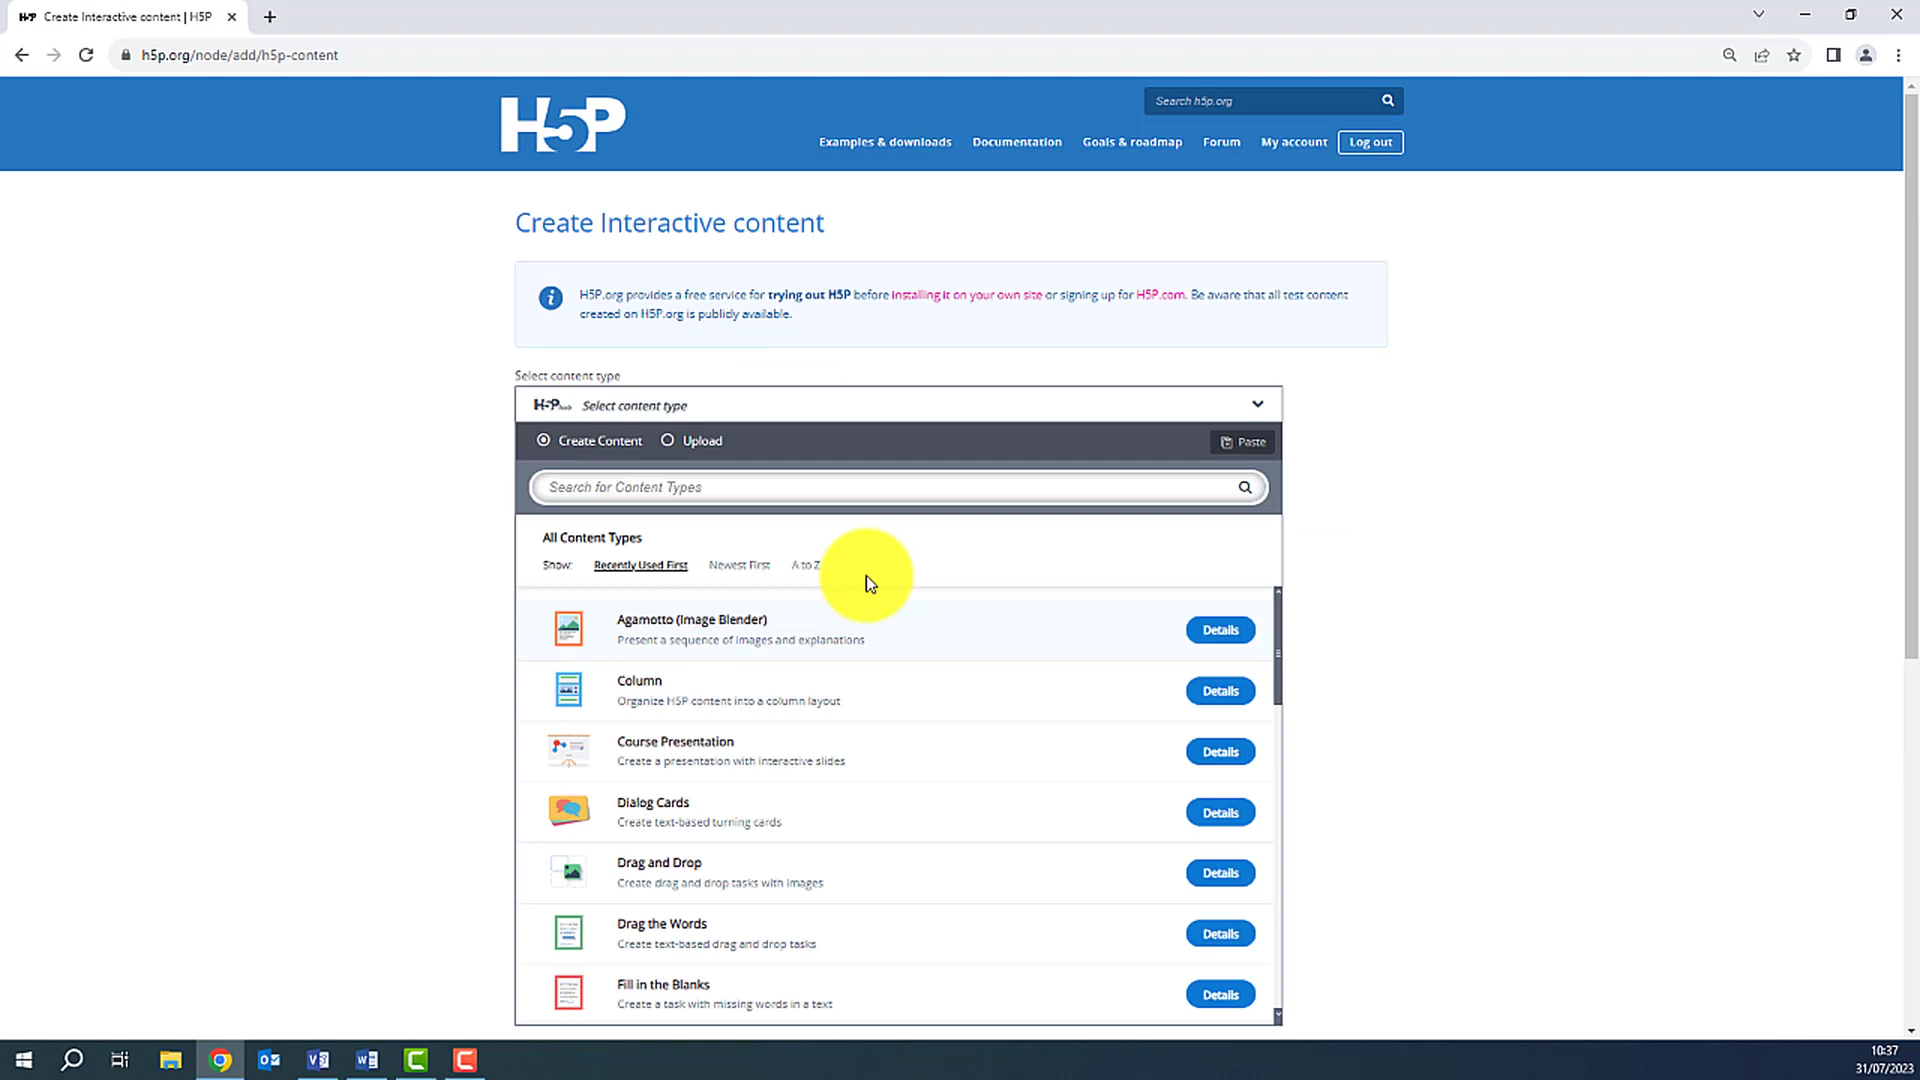 H5P Create Interactive content | H5P
h5p.org/node/add/h5p-content
H5P
Search h5p.org
Examples & downloads Documentation Goals & roadmap Forum My account Log out
Create Interactive content
H5P.org provides a free service for trying out H5P before installing it on your own site or signing up for H5P.com. Be aware that all test content
created on H5P.org is publicly available.
Select content type
H5P Select content type
Create Content Upload Paste
Search for Content Types
All Content Types
Show: Recently Used First Newest First A to Z
Agamotto (Image Blender)
Present a sequence of images and explanations
Details
Column
Organize H5P content into a column layout
Details
Course Presentation
Create a presentation with interactive slides
Details
Dialog Cards
Create text-based turning cards
Details
Drag and Drop
Create drag and drop tasks with images
Details
Drag the Words
Create text-based drag and drop tasks
Details
Fill in the Blanks
Create a task with missing words in a text
Details
10:37
31/07/2023